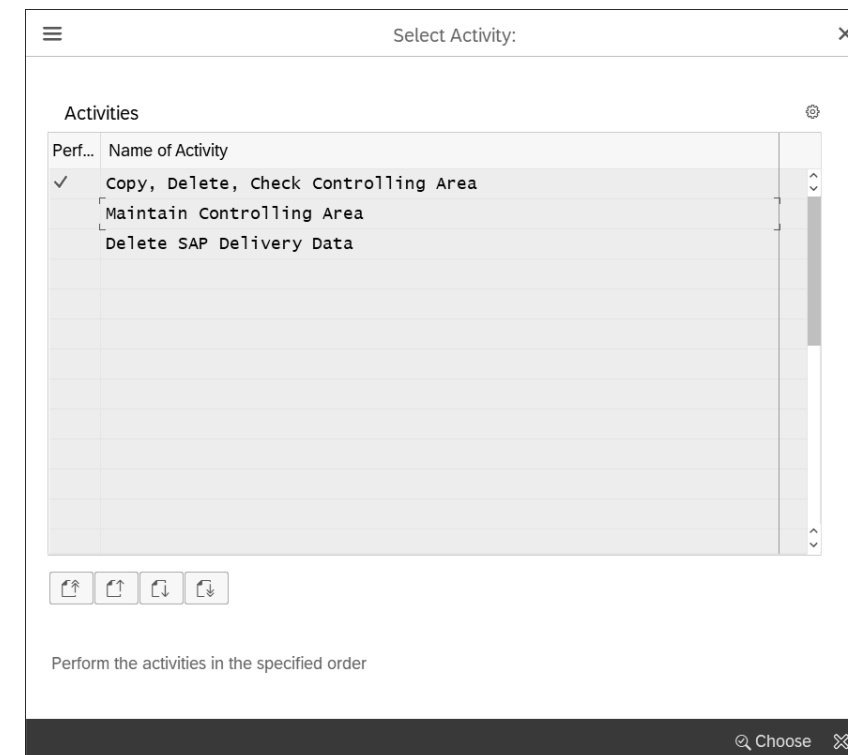 Select Activity:
Activities
Perf... Name of Activity
Copy, Delete, Check Controlling Area
Maintain Controlling Area
Delete SAP Delivery Data
Perform the activities in the specified order
Choose